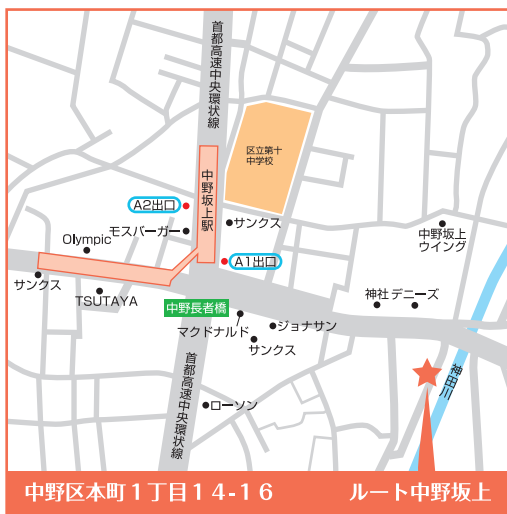 首都高速中央環状線
区立第十
中学校
中野坂上駅
A2出口
サンクス
モスバーガー
中野坂上
ウイング
Olympic
A1出口
サンクス
TSUTAYA
神社
デニーズ
中野長者橋
マクドナルド
ジョナサン
サンクス
神田川
首都高速中央環状線
ローソン
中野区本町1丁目14-16
ルート中野坂上